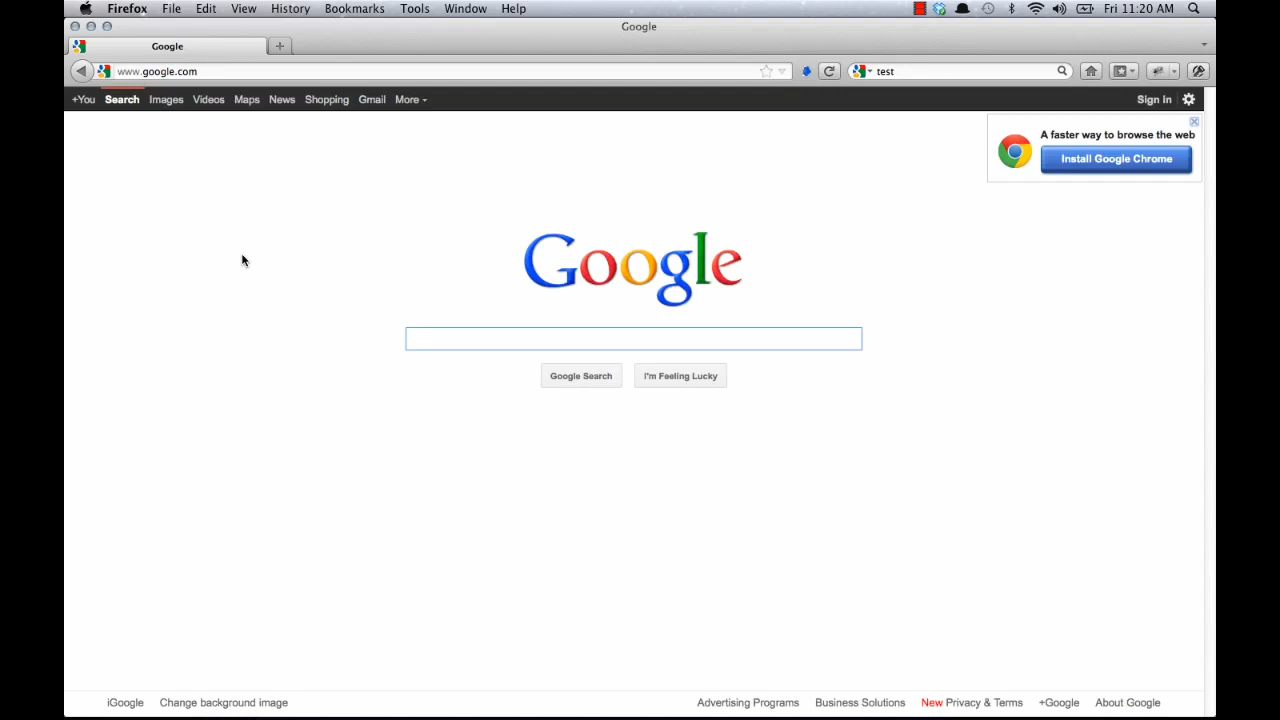 Firefox File Edit View History Bookmarks Tools Window Help Fri 11:20 AM
Google
Google
www.google.com test
+You Search Images Videos Maps News Shopping Gmail More Sign in
A faster way to browse the web
Install Google Chrome
Google
Google Search I'm Feeling Lucky
iGoogle Change background image Advertising Programs Business Solutions New Privacy & Terms +Google About Google